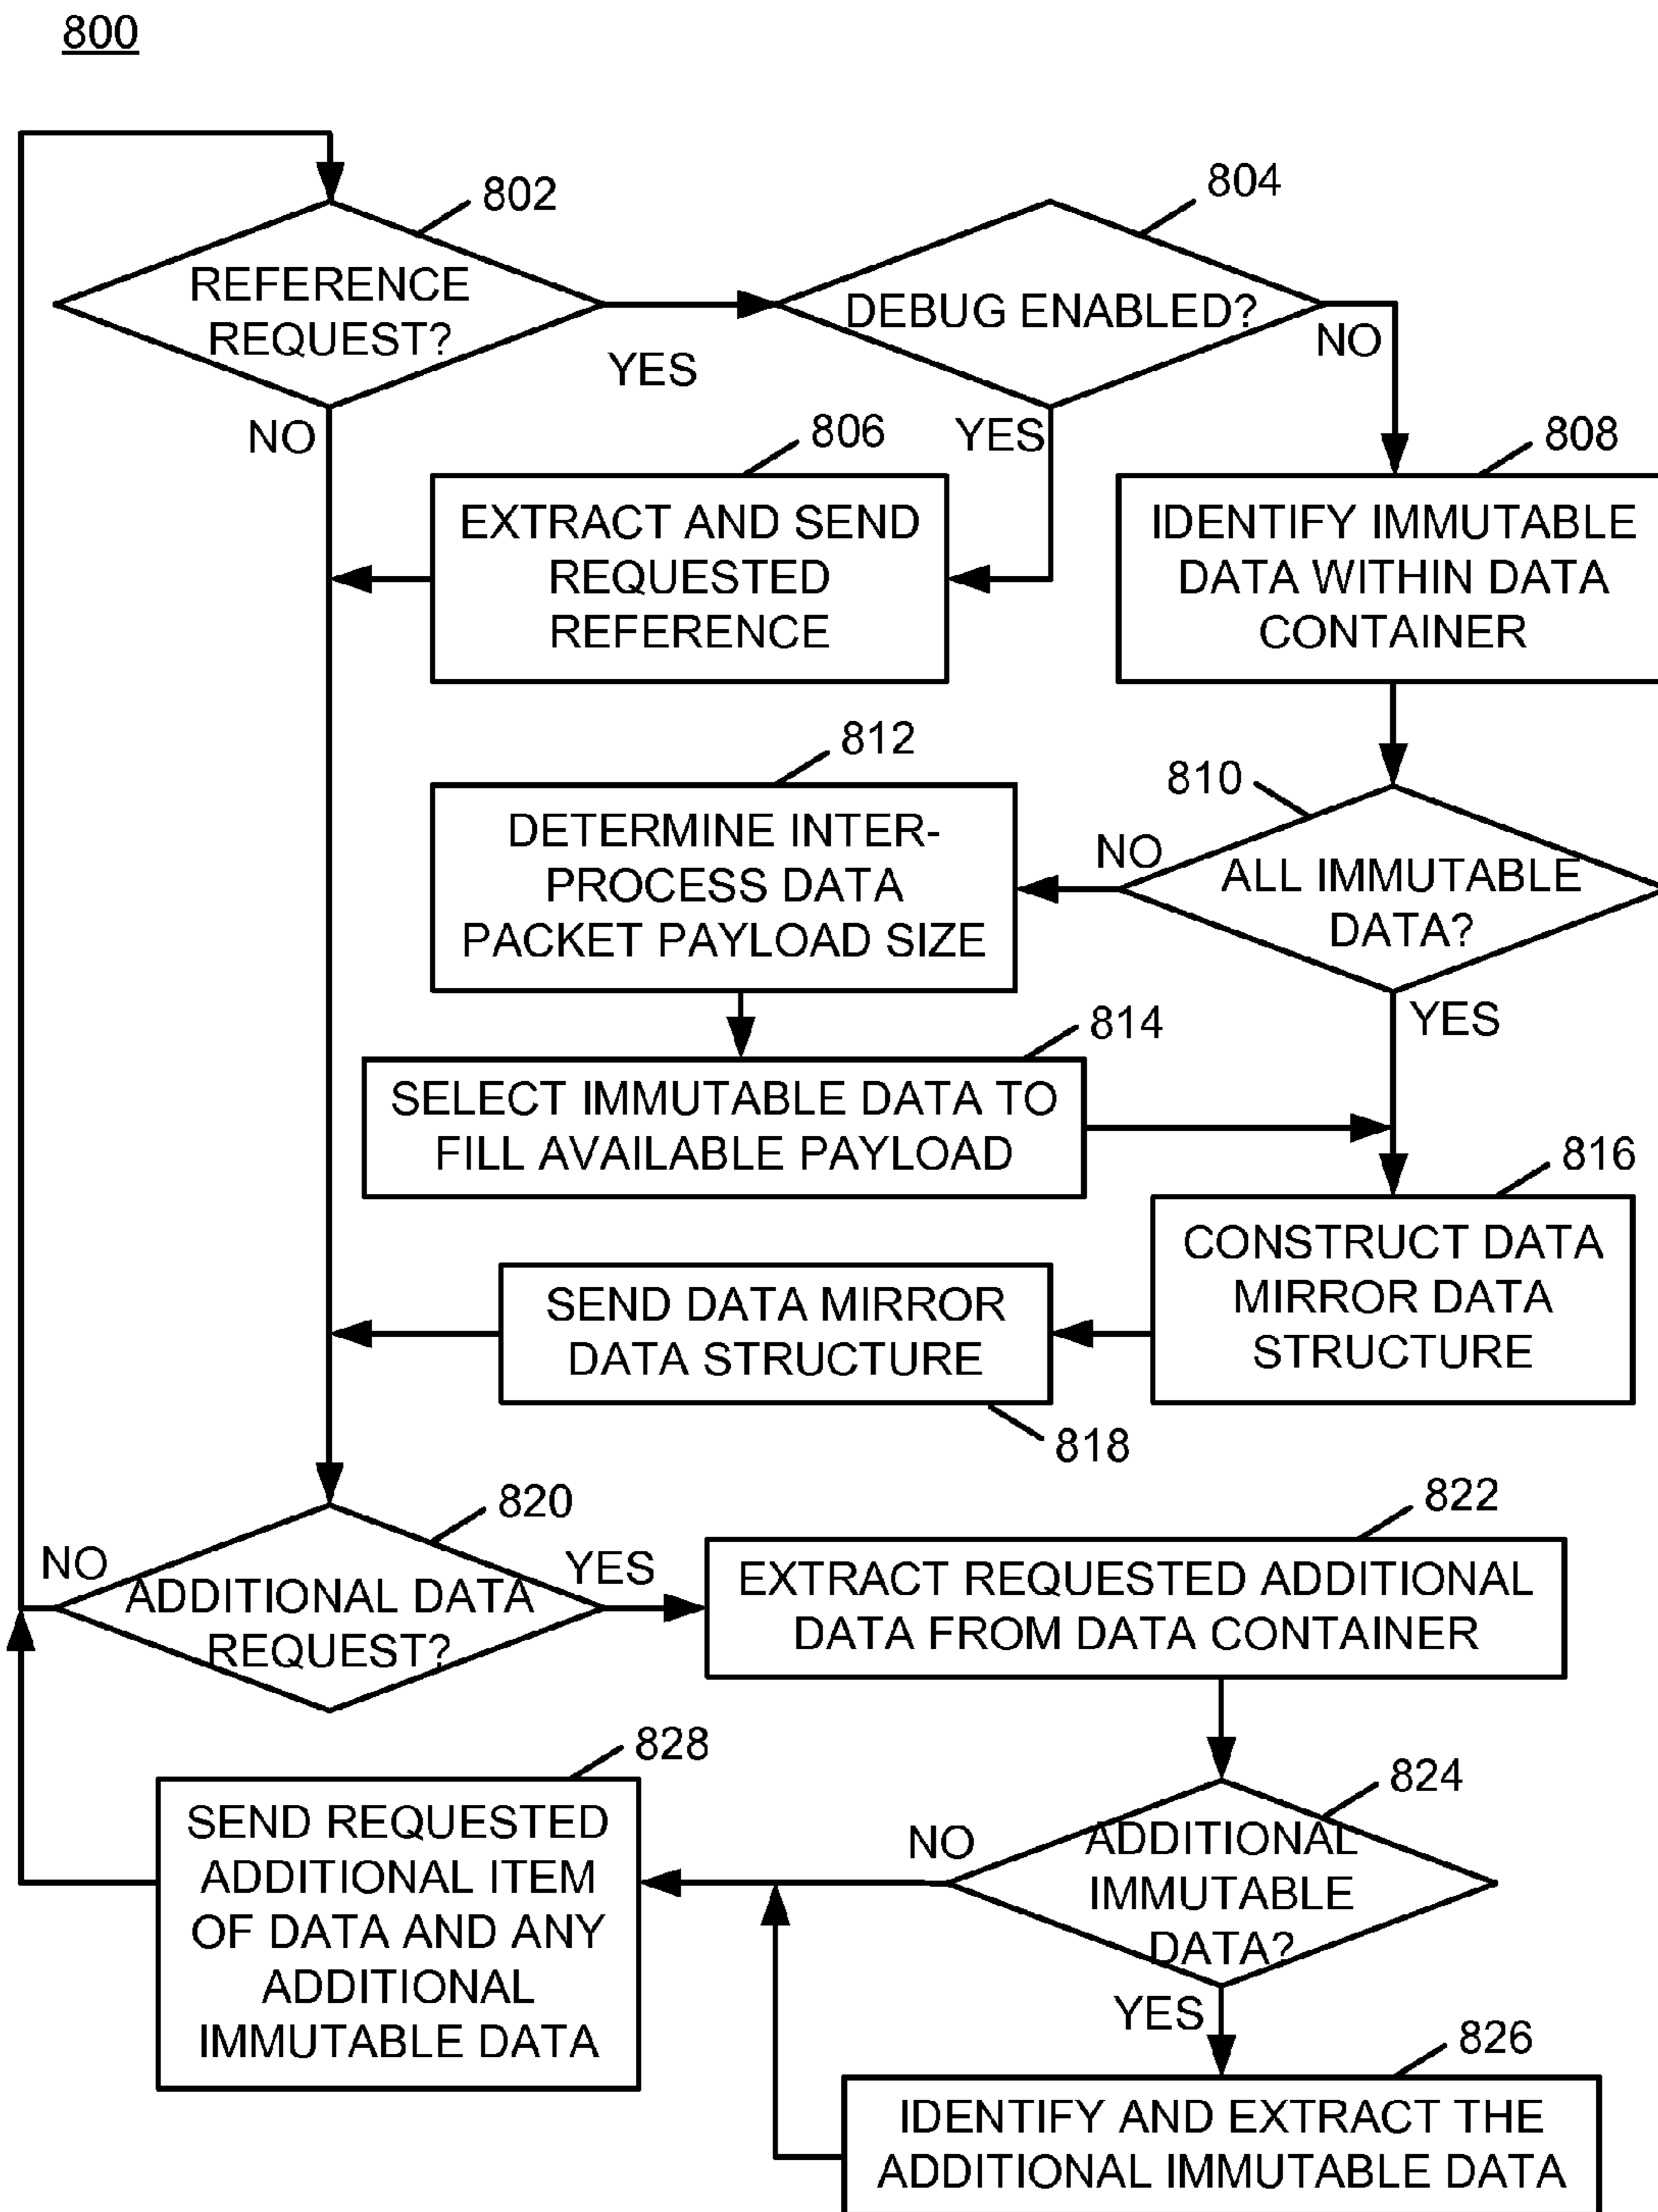 800
802
804
REFERENCE
REQUEST?
DEBUG ENABLED?
YES
NO
NO
YES
806
808
EXTRACT AND SEND
REQUESTED
REFERENCE
IDENTIFY IMMUTABLE
DATA WITHIN DATA
CONTAINER
812
810
DETERMINE INTER-
PROCESS DATA
PACKET PAYLOAD SIZE
NO
ALL IMMUTABLE
DATA?
YES
814
SELECT IMMUTABLE DATA TO
FILL AVAILABLE PAYLOAD
816
CONSTRUCT DATA
MIRROR DATA
STRUCTURE
SEND DATA MIRROR
DATA STRUCTURE
818
820
822
NO
ADDITIONAL DATA
REQUEST?
YES
EXTRACT REQUESTED ADDITIONAL
DATA FROM DATA CONTAINER
828
824
SEND REQUESTED
ADDITIONAL ITEM
OF DATA AND ANY
ADDITIONAL
IMMUTABLE DATA
NO
ADDITIONAL
IMMUTABLE
DATA?
YES
826
IDENTIFY AND EXTRACT THE
ADDITIONAL IMMUTABLE DATA